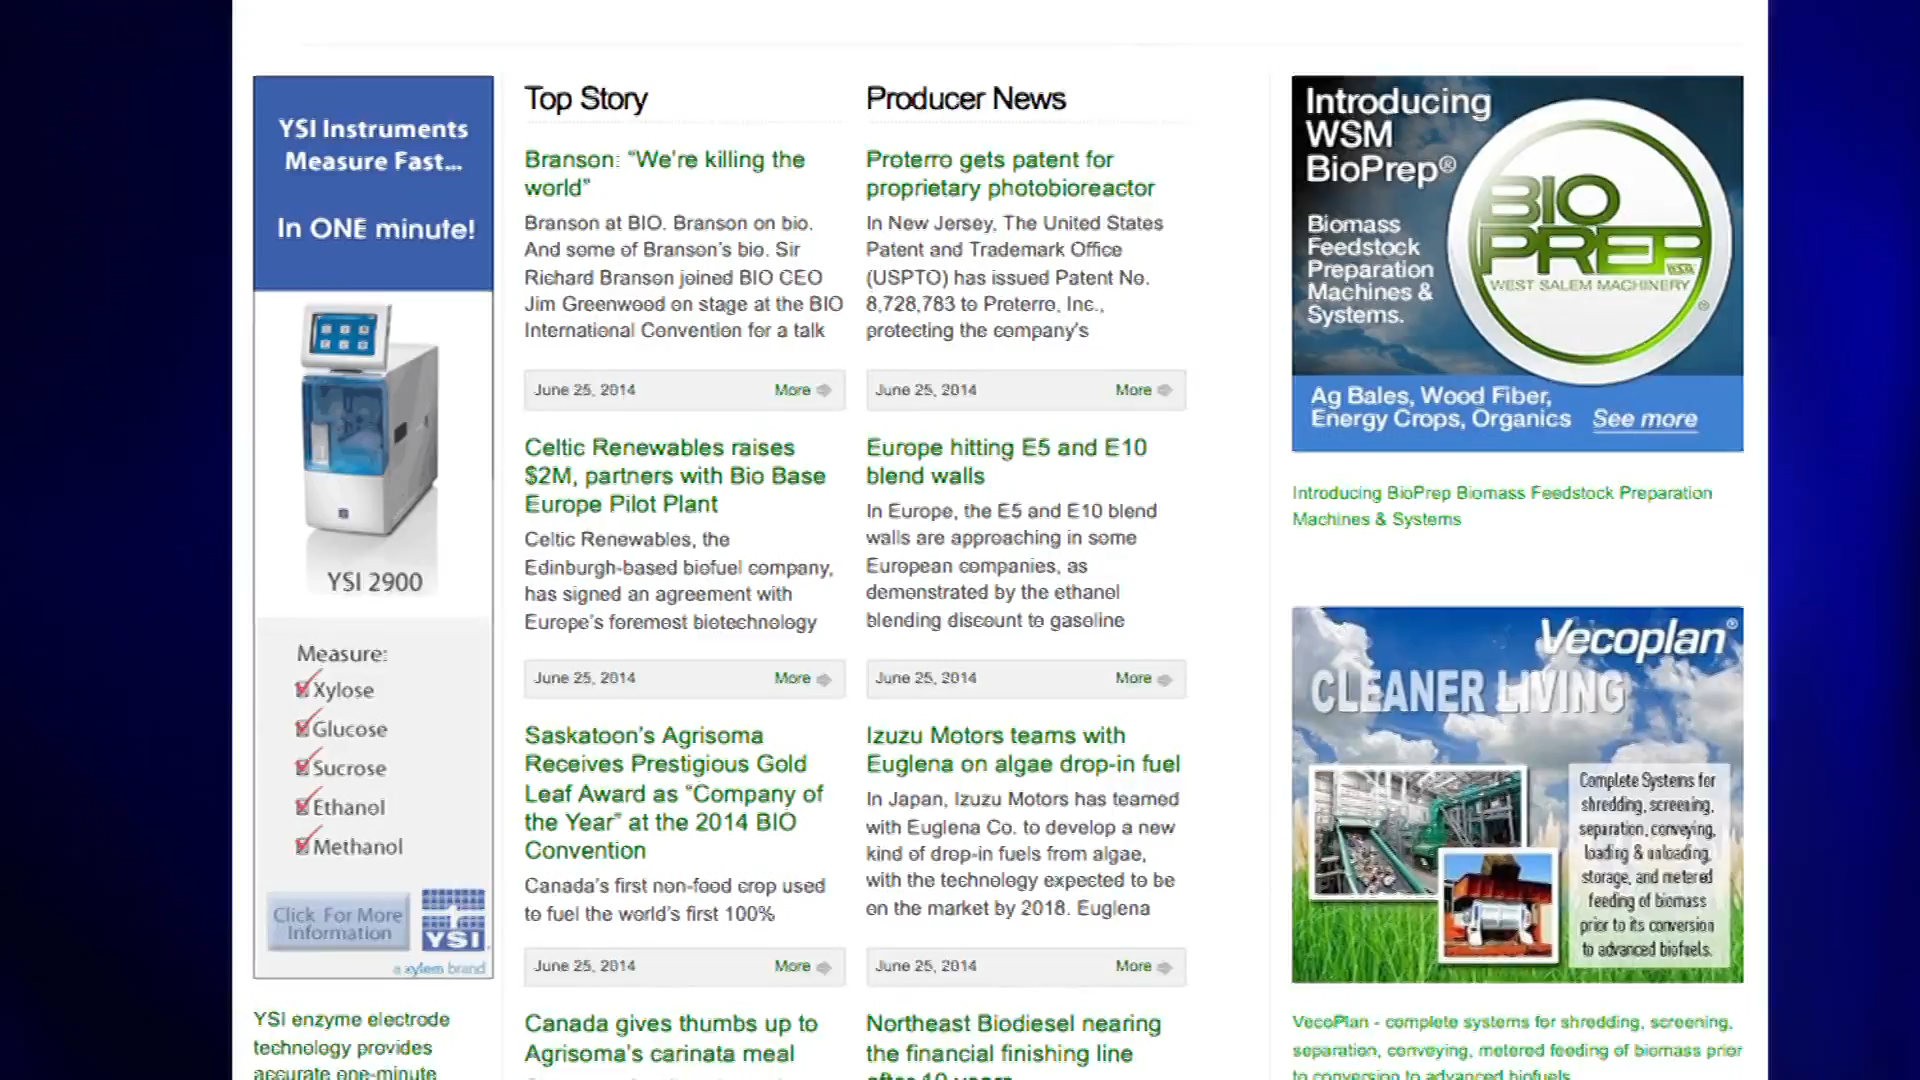 YSI Instruments
Measure Fast...
In ONE minute!
YSI 2900
Measure:
Xylose
Glucose
Sucrose
Ethanol
Methanol
Click For More
Information
YSI
a xylem brand
YSI enzyme electrode
technology provides
accurate one-minute
Top Story
Branson: “We’re killing the
world”
Branson at BIO. Branson on bio.
And some of Branson’s bio. Sir
Richard Branson joined BIO CEO
Jim Greenwood on stage at the BIO
International Convention for a talk
June 25, 2014 More
Celtic Renewables raises
$2M, partners with Bio Base
Europe Pilot Plant
Celtic Renewables, the
Edinburgh-based biofuel company,
has signed an agreement with
Europe’s foremost biotechnology
June 25, 2014 More
Saskatoon’s Agrisoma
Receives Prestigious Gold
Leaf Award as “Company of
the Year” at the 2014 BIO
Convention
Canada’s first non-food crop used
to fuel the world’s first 100%
June 25, 2014 More
Canada gives thumbs up to
Agrisoma’s carinata meal
Producer News
Proterro gets patent for
proprietary photobioreactor
In New Jersey, The United States
Patent and Trademark Office
(USPTO) has issued Patent No.
8,728,783 to Proterro, Inc.,
protecting the company’s
June 25, 2014 More
Europe hitting E5 and E10
blend walls
In Europe, the E5 and E10 blend
walls are approaching in some
European companies, as
demonstrated by the ethanol
blending discount to gasoline
June 25, 2014 More
Izuzu Motors teams with
Euglena on algae drop-in fuel
In Japan, Izuzu Motors has teamed
with Euglena Co. to develop a new
kind of drop-in fuels from algae,
with the technology expected to be
on the market by 2018. Euglena
June 25, 2014 More
Northeast Biodiesel nearing
the financial finishing line
after 10 years
Introducing
WSM
BioPrep®
Biomass
Feedstock
Preparation
Machines &
Systems.
BIO
PREP
WEST SALEM MACHINERY
Ag Bales, Wood Fiber,
Energy Crops, Organics See more
Introducing BioPrep Biomass Feedstock Preparation
Machines & Systems
Vecoplan®
CLEANER LIVING
Complete Systems for
shredding, screening,
separation, conveying,
loading & unloading,
storage, and metered
feeding of biomass
prior to its conversion
to advanced biofuels.
VecoPlan - complete systems for shredding, screening,
separation, conveying, metered feeding of biomass prior
to conversion to advanced biofuels